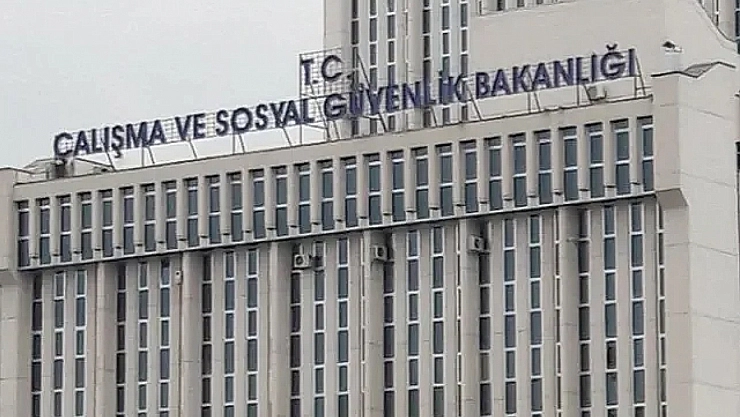 T.C.
ÇALIŞMA VE SOSYAL GÜVENLİK BAKANLIĞI